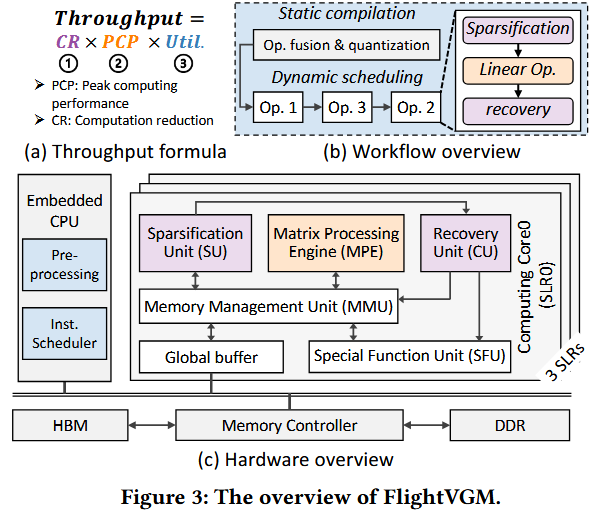 Throughput =
CR × PCP × Util.
① ② ③
➢ PCP: Peak computing
performance
➢ CR: Computation reduction
(a) Throughput formula
Static compilation
Op. fusion & quantization
Dynamic scheduling
Op. 1
Op. 3
Op. 2
Sparsification
Linear Op.
recovery
(b) Workflow overview
Embedded
CPU
Pre-
processing
Inst.
Scheduler
Sparsification
Unit (SU)
Matrix Processing
Engine (MPE)
Recovery
Unit (CU)
Memory Management Unit (MMU)
Global buffer
Special Function Unit (SFU)
Computing Core0
(SLR0)
3 SLRs
HBM
Memory Controller
DDR
(c) Hardware overview
Figure 3: The overview of FlightVGM.